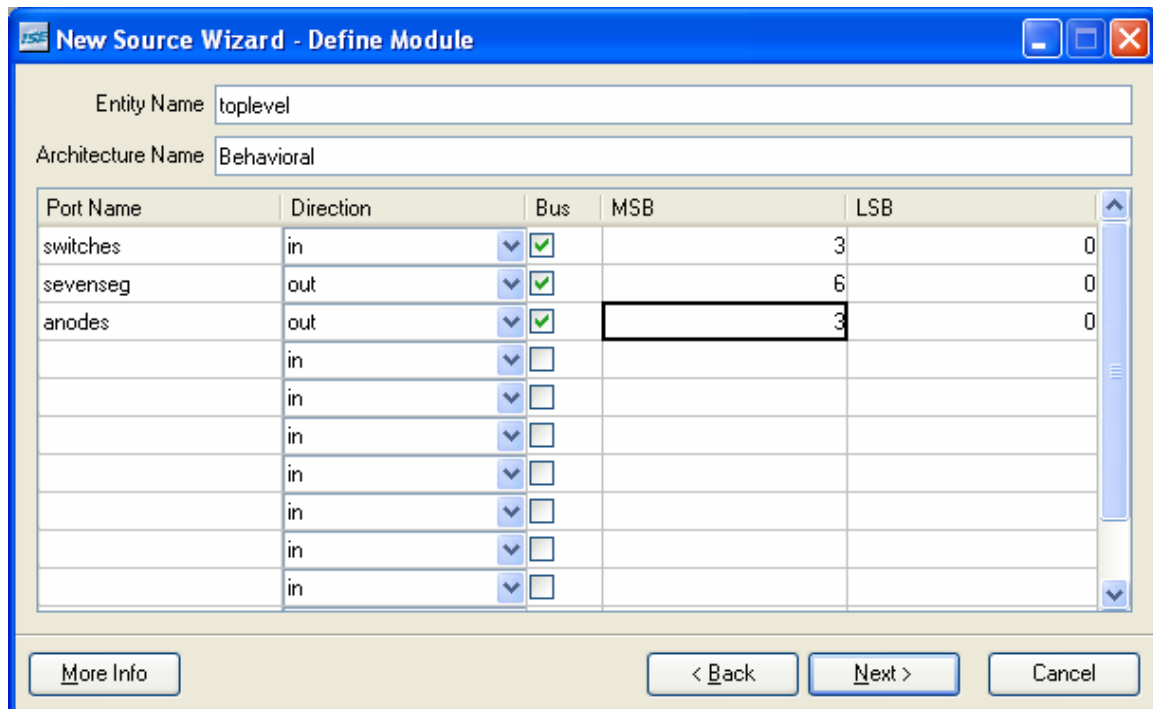 ISE New Source Wizard - Define Module
Entity Name toplevel
Architecture Name Behavioral
Port Name Direction Bus MSB LSB
switches in 3 0
sevenseg out 6 0
anodes out 3 0
in
in
in
in
in
in
in
More Info < Back Next > Cancel